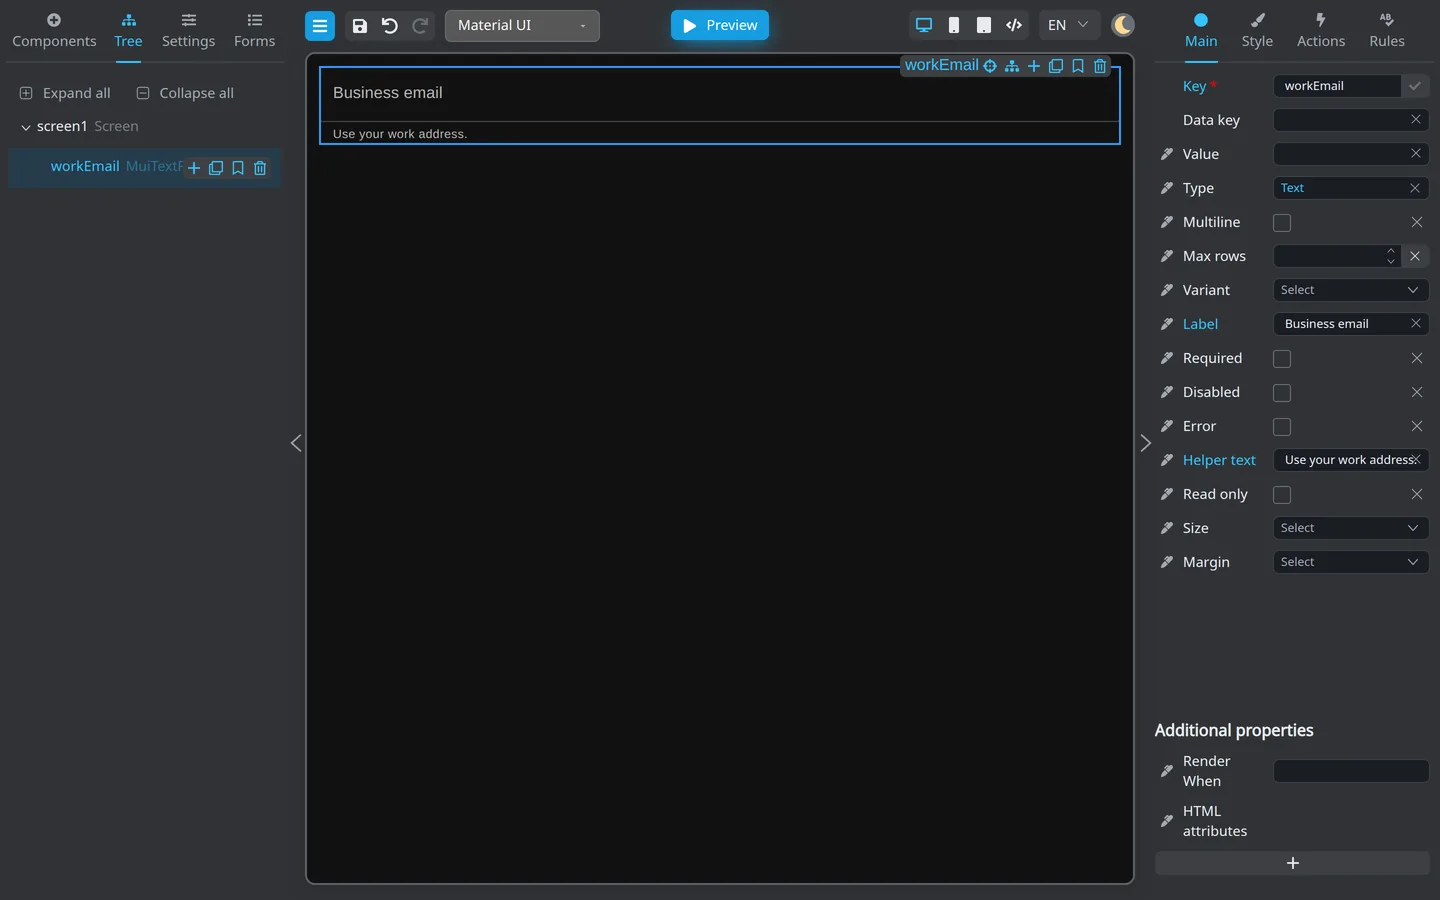 Components
Tree
Settings
Forms
Material UI
Preview
EN
Main
Style
Actions
Rules
Expand all
Collapse all
screen1 Screen
workEmail
workEmail
Business email
Use your work address.
Key *
workEmail
Data key
Value
Type
Text
Multiline
Max rows
Variant
Select
Label
Business email
Required
Disabled
Error
Helper text
Use your work address.
Read only
Size
Select
Margin
Select
Additional properties
Render
When
HTML
attributes